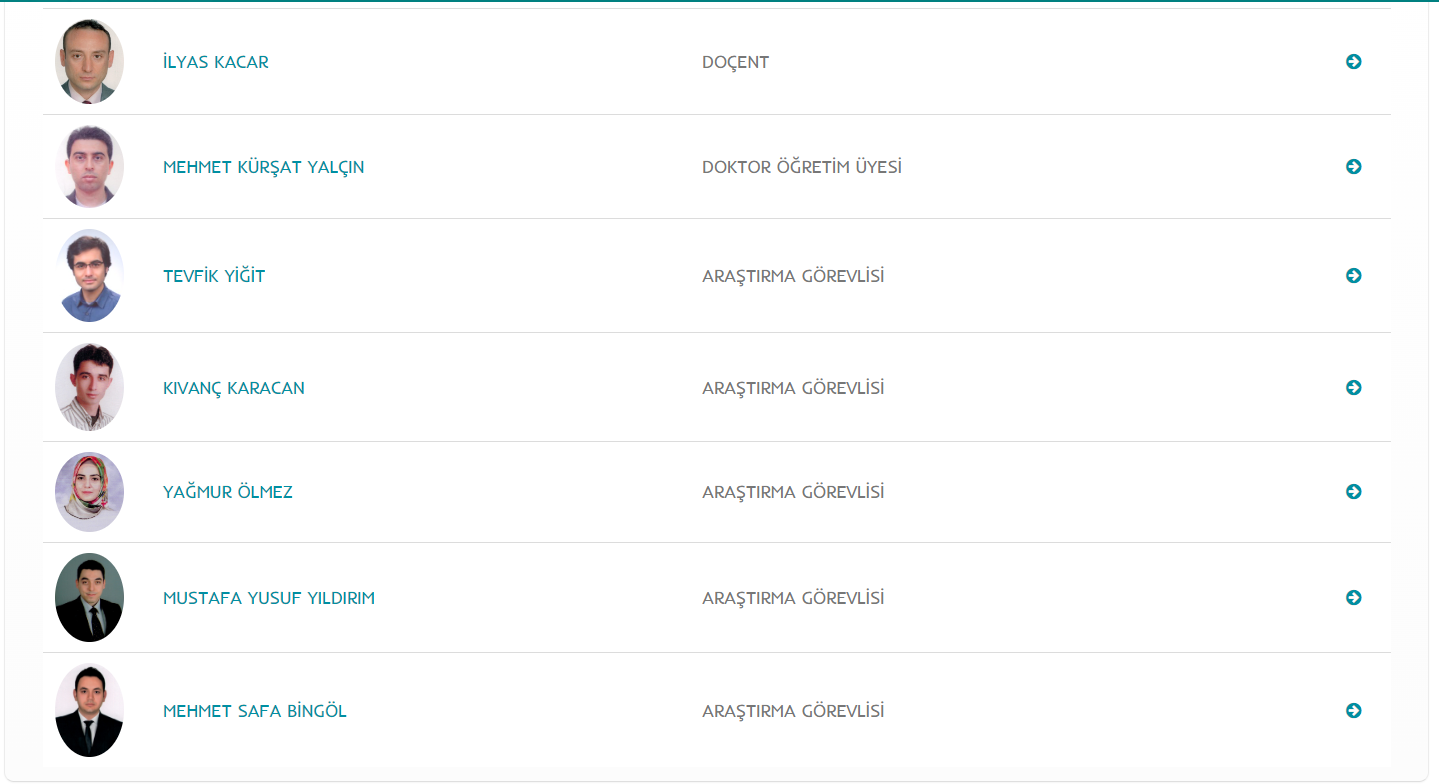 İLYAS KACAR DOÇENT
MEHMET KÜRŞAT YALÇIN DOKTOR ÖĞRETİM ÜYESİ
TEVFİK YİĞİT ARAŞTIRMA GÖREVLİSİ
KIVANÇ KARACAN ARAŞTIRMA GÖREVLİSİ
YAĞMUR ÖLMEZ ARAŞTIRMA GÖREVLİSİ
MUSTAFA YUSUF YILDIRIM ARAŞTIRMA GÖREVLİSİ
MEHMET SAFA BİNGÖL ARAŞTIRMA GÖREVLİSİ